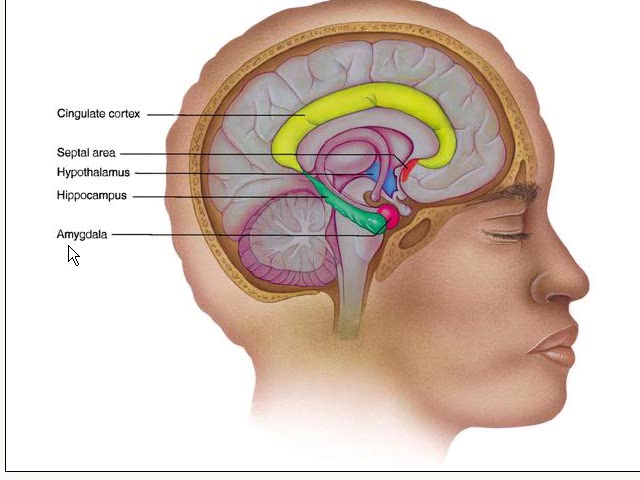 Cingulate cortex
Septal area
Hypothalamus
Hippocampus
Amygdala